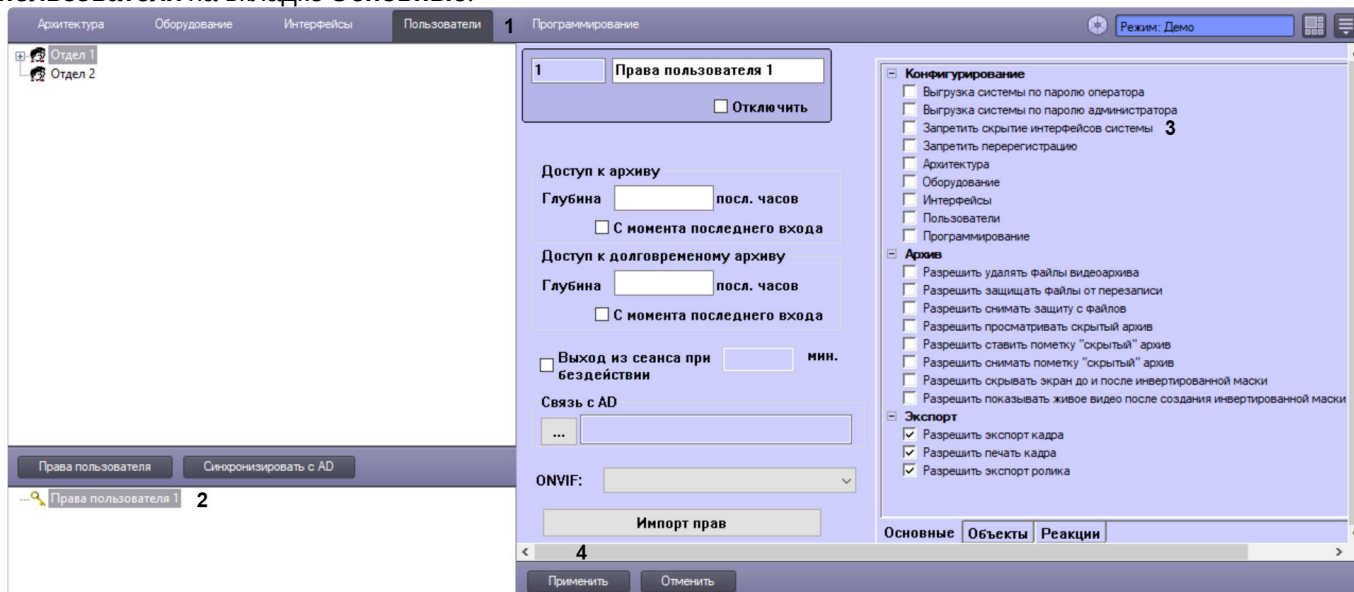 пользователи на вкладке Основные.
Архитектура Оборудование Интерфейсы Пользователи 1 Программирование Режим: Демо
Отдел 1
Отдел 2
1 Права пользователя 1
Отключить
Доступ к архиву
Глубина посл. часов
С момента последнего входа
Доступ к долговременому архиву
Глубина посл. часов
С момента последнего входа
Выход из сеанса при мин.
бездействии
Связь с AD
...
ONVIF:
Импорт прав
Конфигурирование
Выгрузка системы по паролю оператора
Выгрузка системы по паролю администратора
Запретить скрытие интерфейсов системы 3
Запретить перерегистрацию
Архитектура
Оборудование
Интерфейсы
Пользователи
Программирование
Архив
Разрешить удалять файлы видеоархива
Разрешить защищать файлы от перезаписи
Разрешить снимать защиту с файлов
Разрешить просматривать скрытый архив
Разрешить ставить пометку "скрытый" архив
Разрешить снимать пометку "скрытый" архив
Разрешить скрывать экран до и после инвертированной маски
Разрешить показывать живое видео после создания инвертированной маски
Экспорт
Разрешить экспорт кадра
Разрешить печать кадра
Разрешить экспорт ролика
Основные Объекты Реакции
Права пользователя Синхронизировать с AD
Права пользователя 1 2
4
Применить Отменить